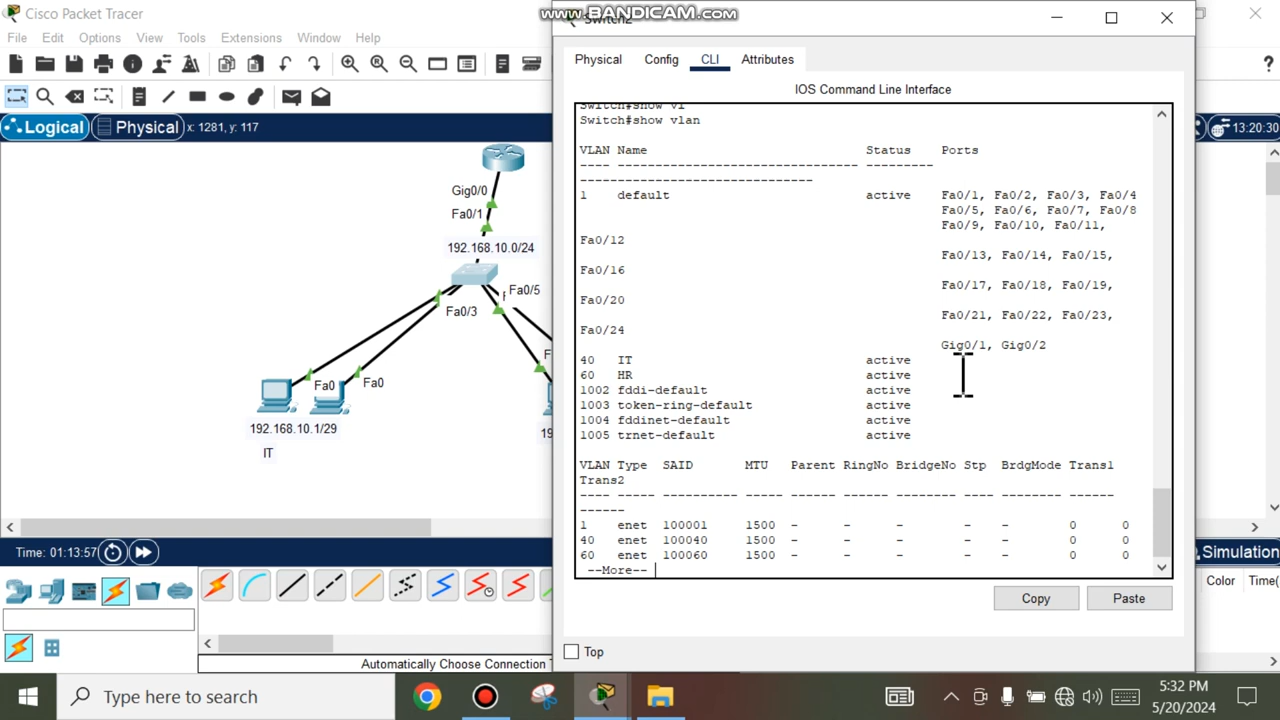 Cisco Packet Tracer
www.BANDICAM.com
Switch2
File Edit Options View Tools Extensions Window Help
Physical Config CLI Attributes
IOS Command Line Interface
Logical Physical x: 1281, y: 117
13:20:30
Gig0/0
Fa0/1
192.168.10.0/24
Fa0/5
Fa0/3
Fa0
Fa0
192.168.10.1/29
IT
Switch#show vl
Switch#show vlan
VLAN Name Status Ports
---- -------------------------------- ---------
-------------------------------
1 default active Fa0/1, Fa0/2, Fa0/3, Fa0/4
Fa0/5, Fa0/6, Fa0/7, Fa0/8
Fa0/9, Fa0/10, Fa0/11,
Fa0/12
Fa0/13, Fa0/14, Fa0/15,
Fa0/16
Fa0/17, Fa0/18, Fa0/19,
Fa0/20
Fa0/21, Fa0/22, Fa0/23,
Fa0/24
Gig0/1, Gig0/2
40 IT active
60 HR active
1002 fddi-default active
1003 token-ring-default active
1004 fddinet-default active
1005 trnet-default active
VLAN Type SAID MTU Parent RingNo BridgeNo Stp BrdgMode Trans1
Trans2
---- ----- ---------- ----- ------ ------ -------- ---- -------- ------
------
1 enet 100001 1500 - - - - - 0 0
40 enet 100040 1500 - - - - - 0 0
60 enet 100060 1500 - - - - - 0 0
--More--
Copy Paste
Top
Time: 01:13:57
Simulation
Color Time(
Automatically Choose Connection T
Type here to search
5:32 PM
5/20/2024